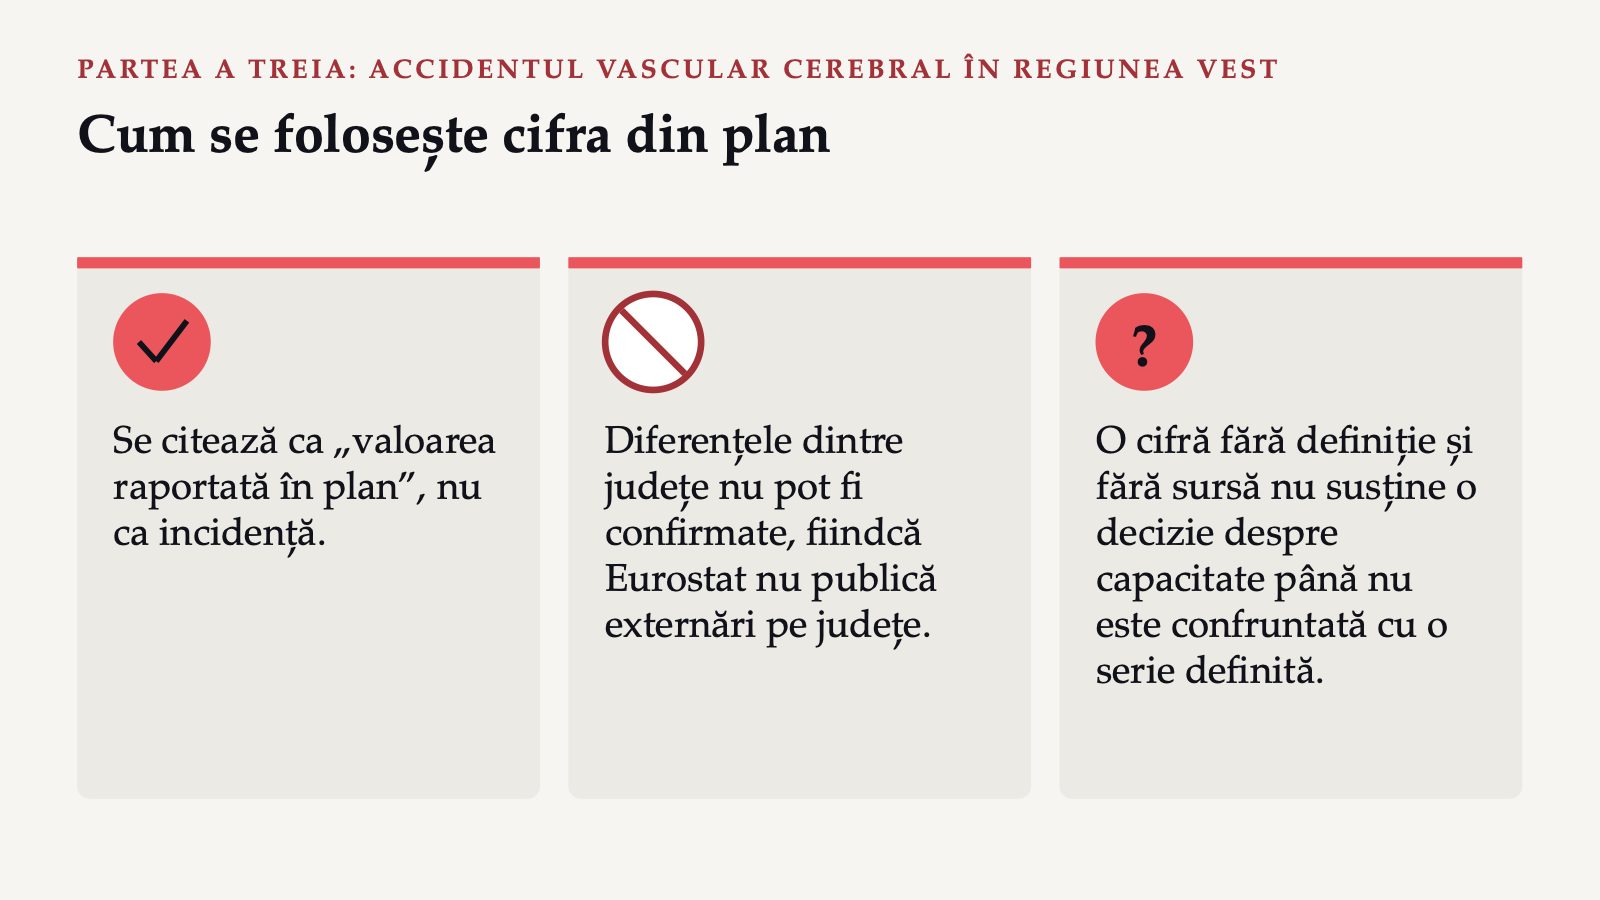 PARTEA A TREIA: ACCIDENTUL VASCULAR CEREBRAL ÎN REGIUNEA VEST
Cum se folosește cifra din plan
Se citează ca „valoarea
raportată în plan”, nu
ca incidență.
Diferențele dintre
județe nu pot fi
confirmate, fiindcă
Eurostat nu publică
externări pe județe.
?
O cifră fără definiție și
fără sursă nu susține o
decizie despre
capacitate până nu
este confruntată cu o
serie definită.